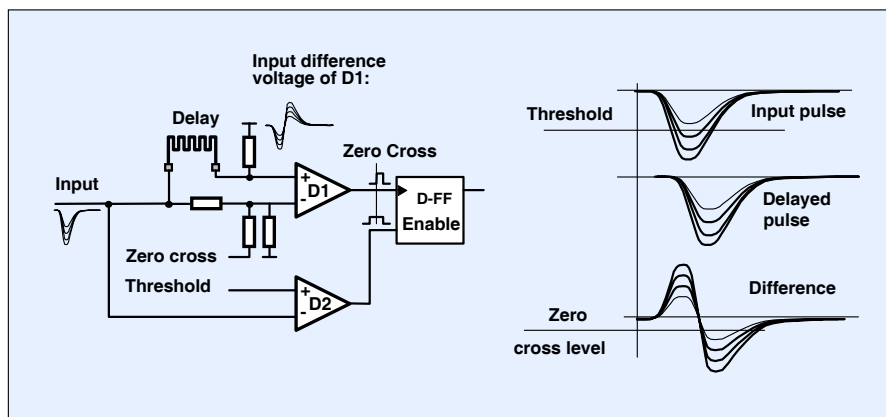 Input difference
voltage of D1:
Delay
Zero Cross
Input
+
D1
-
D-FF
Enable
Zero cross
Threshold
+
D2
-
Threshold
Input pulse
Delayed
pulse
Difference
Zero
cross level